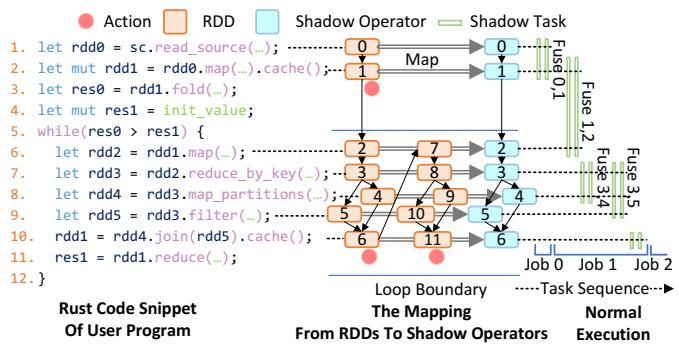 Action RDD Shadow Operator Shadow Task
1. let rdd0 = sc.read_source(…);
2. let mut rdd1 = rdd0.map(…).cache();
3. let res0 = rdd1.fold(…);
4. let mut res1 = init_value;
5. while(res0 > res1) {
6. let rdd2 = rdd1.map(…);
7. let rdd3 = rdd2.reduce_by_key(…);
8. let rdd4 = rdd3.map_partitions(…);
9. let rdd5 = rdd3.filter(…);
10. rdd1 = rdd4.join(rdd5).cache();
11. res1 = rdd1.reduce(…);
12. }
0 0
Map
1 1
2 7 2
3 8 3
4 9 4
5 10 5
6 11 6
Fuse 0,1
Fuse 1,2
Fuse 3,4
Fuse 3,5
Job 0 Job 1 Job 2
Loop Boundary
Task Sequence
Rust Code Snippet
Of User Program
The Mapping
From RDDs To Shadow Operators
Normal
Execution